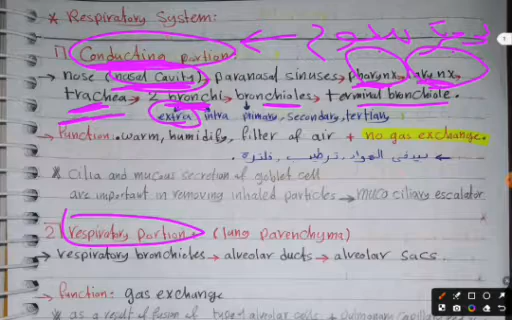 * Respiratory System:
1) Conducting portion:
→ nose (nasal cavity), paranasal sinuses → pharynx, larynx,
trachea → 2 bronchi → bronchioles → terminal bronchiole.
extra intra primary, secondary, tertiary
→ Function: warm, humidify, filter of air + no gas exchange.
← بيدفي الهواء, ترطيب, فلترة.
* Cilia and mucous secretion of goblet cell
are important in removing inhaled particles → muco ciliary escalator
2) Respiratory portion: (lung parenchyma)
→ respiratory bronchioles → alveolar ducts → alveolar sacs.
→ function: gas exchange
* as a result of fusion of type 1 alveolar cells + pulmonary